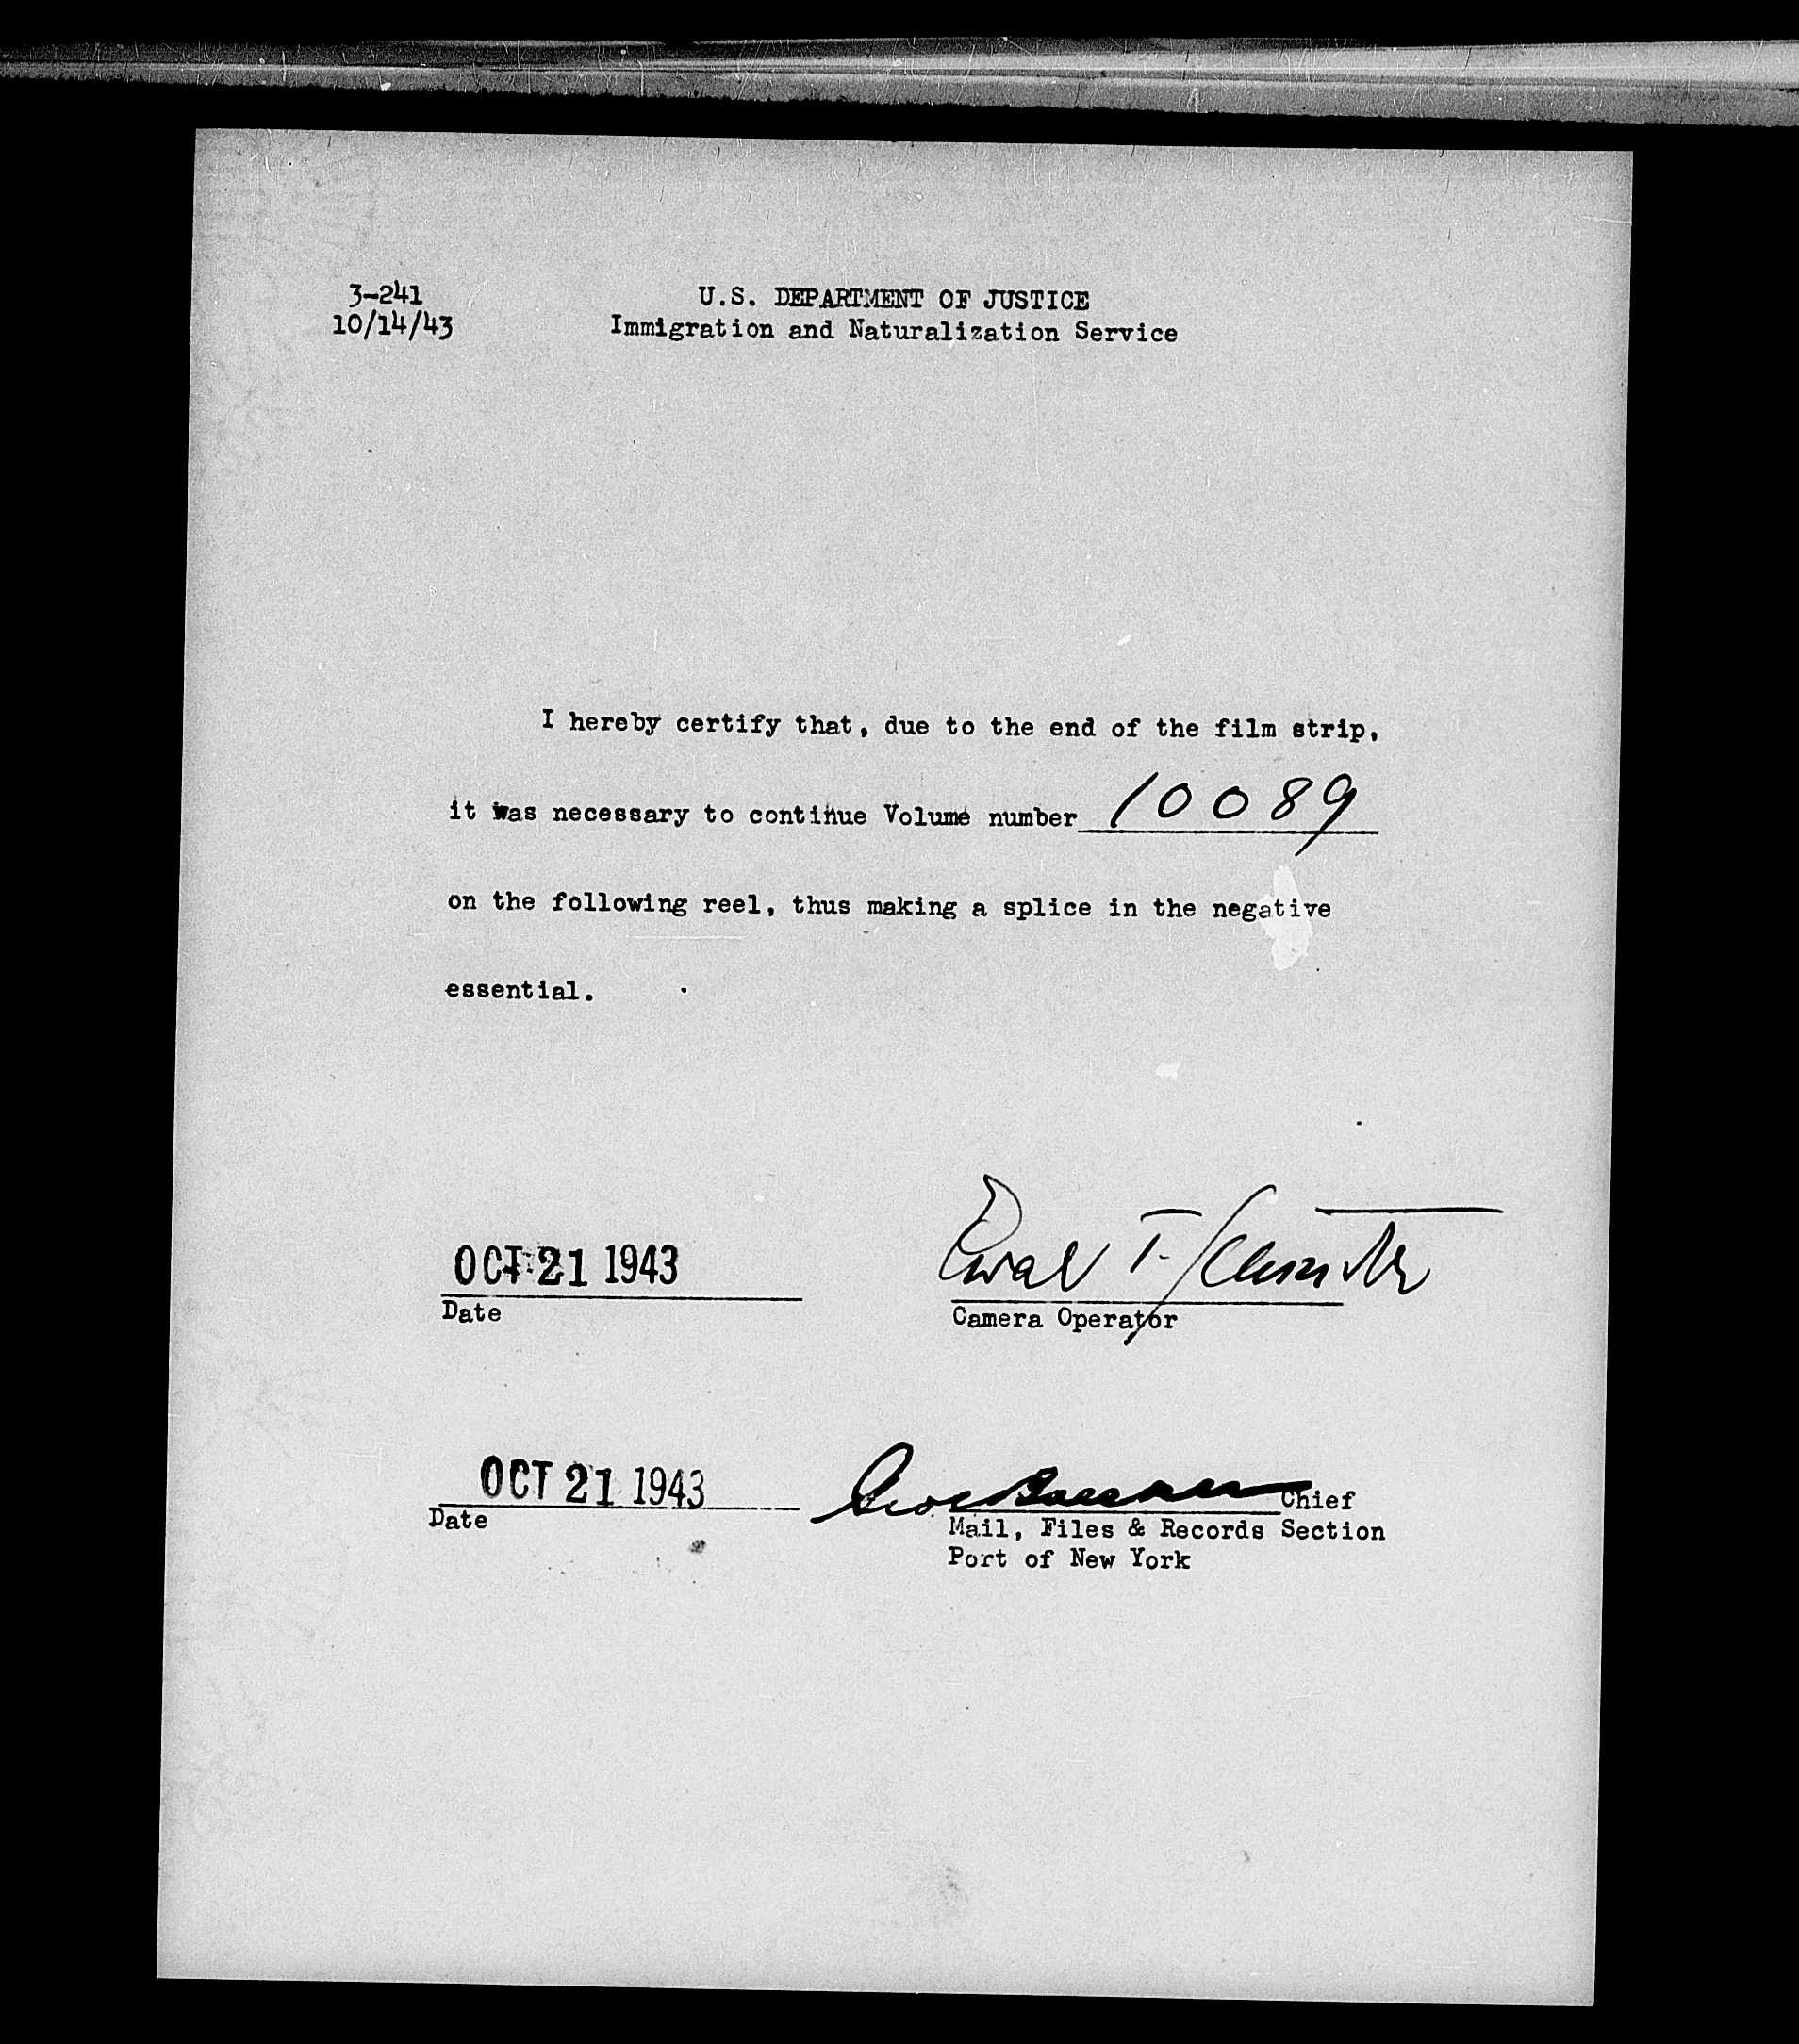 3-241
10/14/43
U.S. DEPARTMENT OF JUSTICE
Immigration and Naturalization Service
I hereby certify that, due to the end of the film strip,
it was necessary to continue Volume number 10089
on the following reel, thus making a splice in the negative
essential.
OCT 21 1943
Date
T.
Camera Operator
OCT 21 1943
Chief
Date
Mail, Files & Records Section
Port of New York